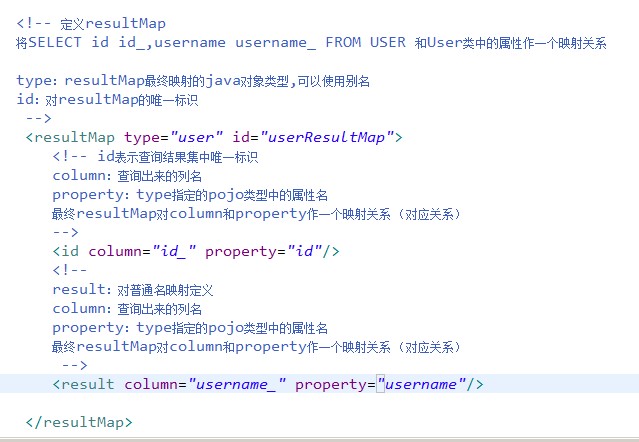 <!-- 定义resultMap
将SELECT id id_,username username_ FROM USER 和User类中的属性作一个映射关系
type：resultMap最终映射的java对象类型,可以使用别名
id：对resultMap的唯一标识
-->
<resultMap type="user" id="userResultMap">
<!-- id表示查询结果集中唯一标识
column：查询出来的列名
property：type指定的pojo类型中的属性名
最终resultMap对column和property作一个映射关系（对应关系）
-->
<id column="id_" property="id"/>
<!--
result：对普通名映射定义
column：查询出来的列名
property：type指定的pojo类型中的属性名
最终resultMap对column和property作一个映射关系（对应关系）
-->
<result column="username_" property="username"/>
</resultMap>